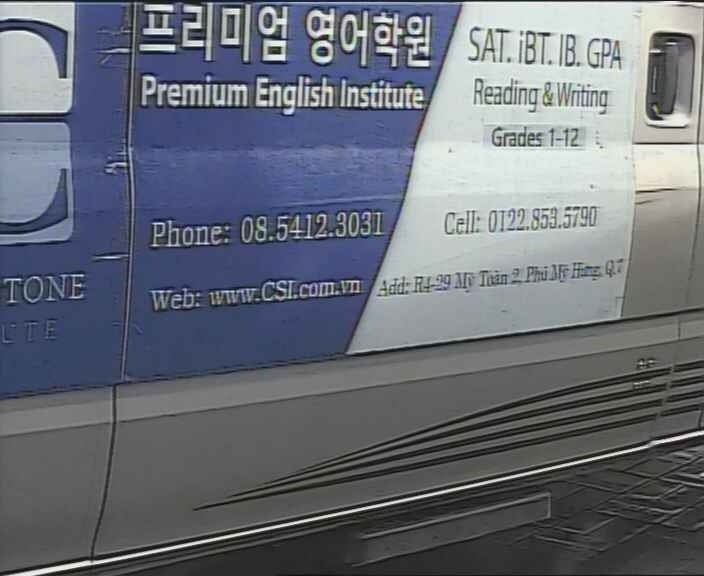 프리미엄 영어학원
Premium English Institute
Phone: 08.5412.3031
Web: www.CSI.com.vn
SAT. iBT. IB. GPA
Reading & Writing
Grades 1-12
Cell: 0122.853.5790
Add: R4-29 Mỹ Toàn 2, Phú Mỹ Hưng, Q.7
C
TONE
UTE